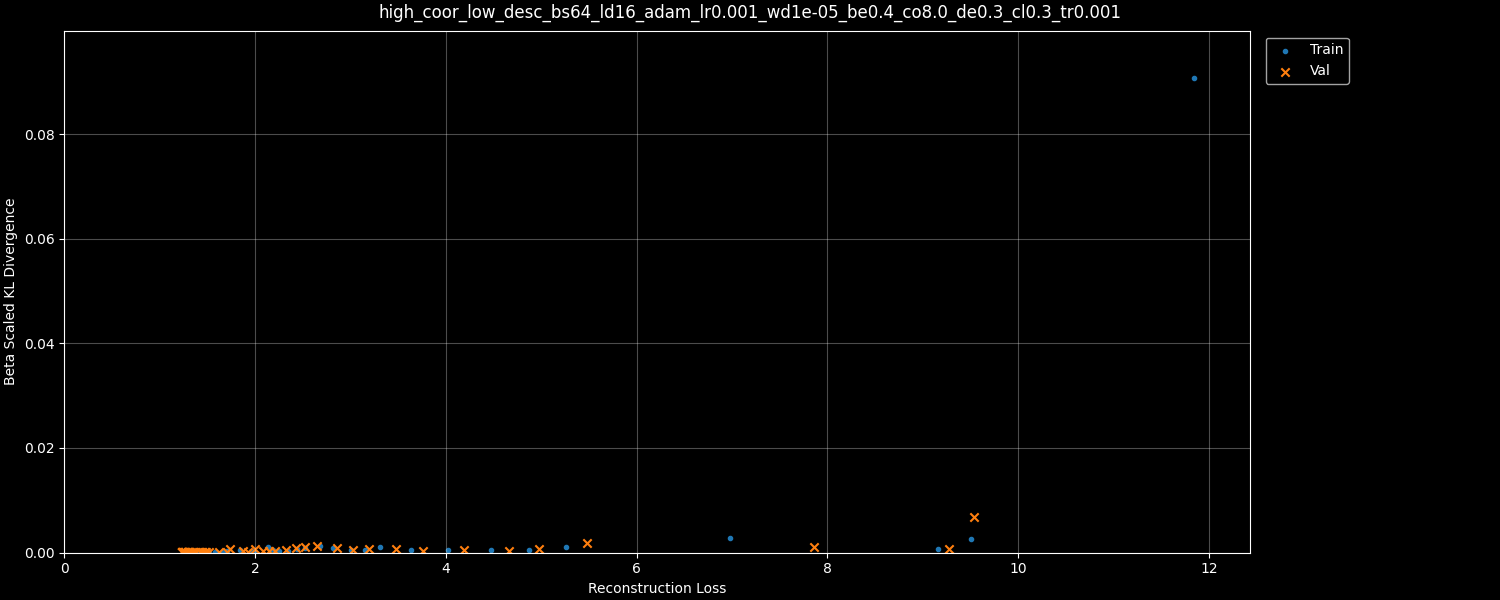 high_coor_low_desc_bs64_ld16_adam_lr0.001_wd1e-05_be0.4_co8.0_de0.3_cl0.3_tr0.001
Train
Val
Beta Scaled KL Divergence
0.08
0.06
0.04
0.02
0.00
0 2 4 6 8 10 12
Reconstruction Loss